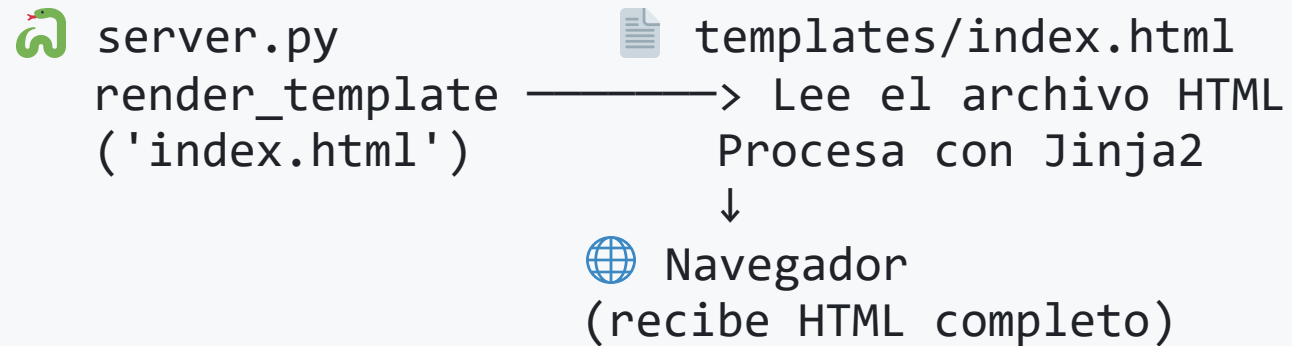 🐍 server.py 📄 templates/index.html
render_template ───────> Lee el archivo HTML
('index.html') Procesa con Jinja2
↓
🌐 Navegador
(recibe HTML completo)